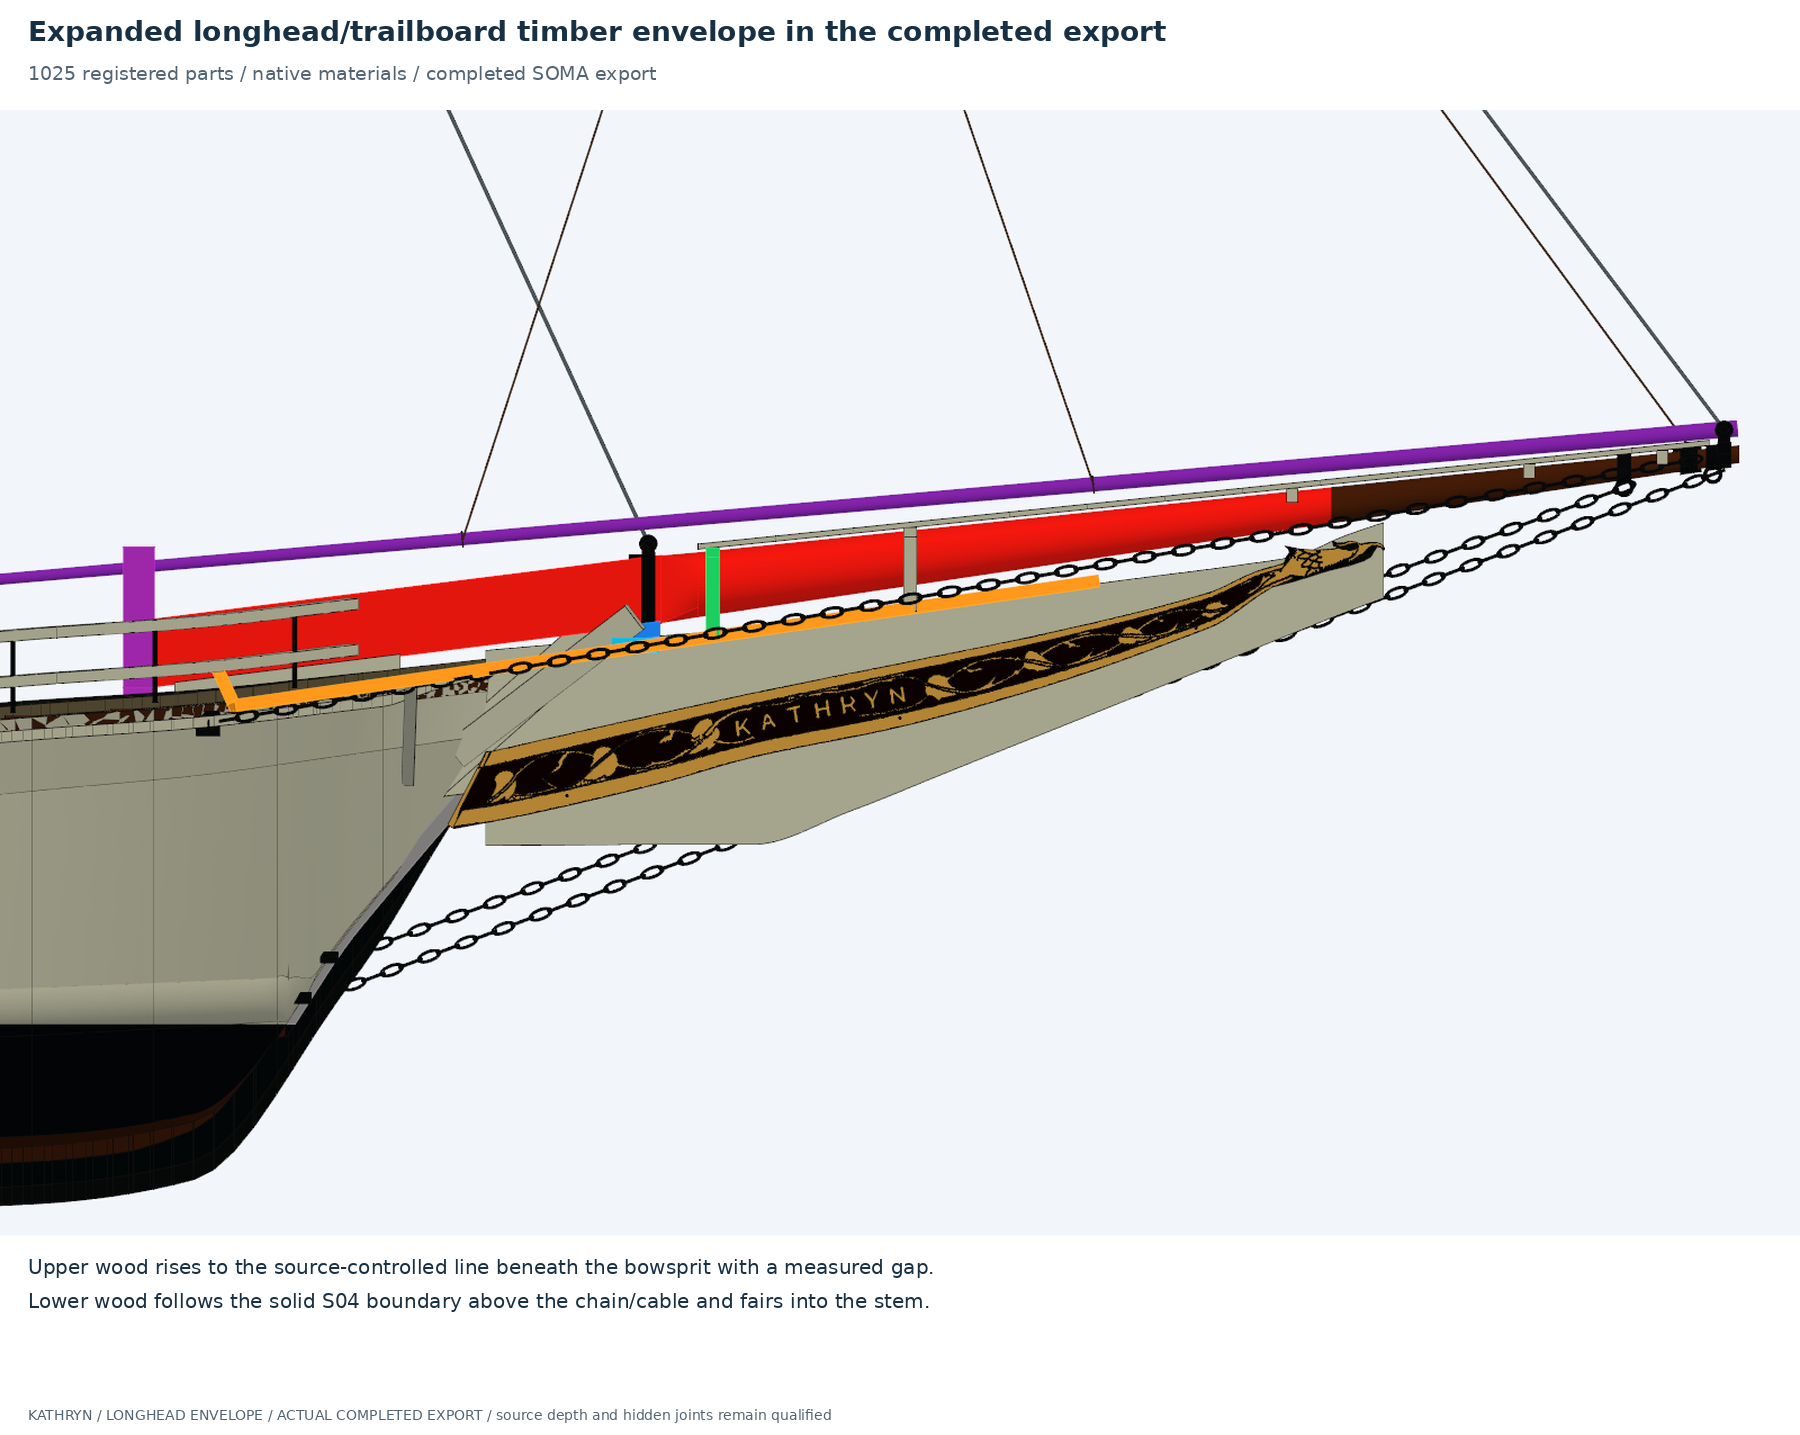 Expanded longhead/trailboard timber envelope in the completed export
1025 registered parts / native materials / completed SOMA export
KATHRYN
Upper wood rises to the source-controlled line beneath the bowsprit with a measured gap.
Lower wood follows the solid S04 boundary above the chain/cable and fairs into the stem.
KATHRYN / LONGHEAD ENVELOPE / ACTUAL COMPLETED EXPORT / source depth and hidden joints remain qualified